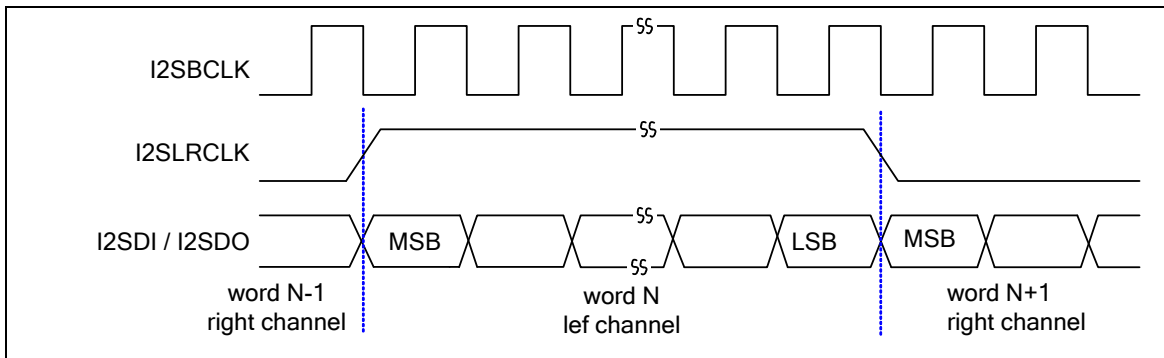 I2SBCLK
I2SLRCLK
I2SDI / I2SDO
MSB
LSB
MSB
word N-1
right channel
word N
lef channel
word N+1
right channel